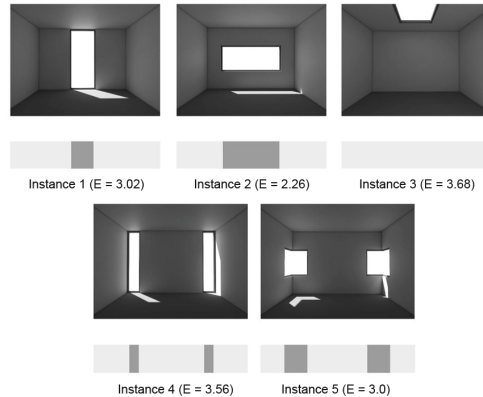 Instance 1 (E = 3.02)
Instance 2 (E = 2.26)
Instance 3 (E = 3.68)
Instance 4 (E = 3.56)
Instance 5 (E = 3.0)